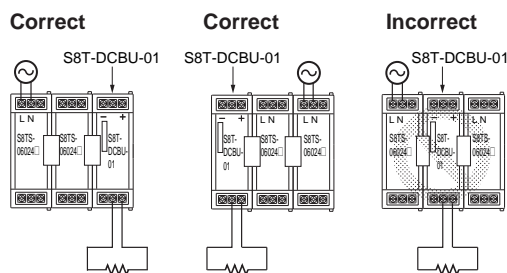 Correct
S8T-DCBU-01
L N
S8TS-
06024□
S8TS-
06024□
− +
S8T-
DCBU-
01
Correct
S8T-DCBU-01
− +
S8T-
DCBU-
01
L N
S8TS-
06024□
L N
S8TS-
06024□
Incorrect
S8T-DCBU-01
L N
S8TS-
06024□
− +
S8T-
DCBU-
01
L N
S8TS-
06024□